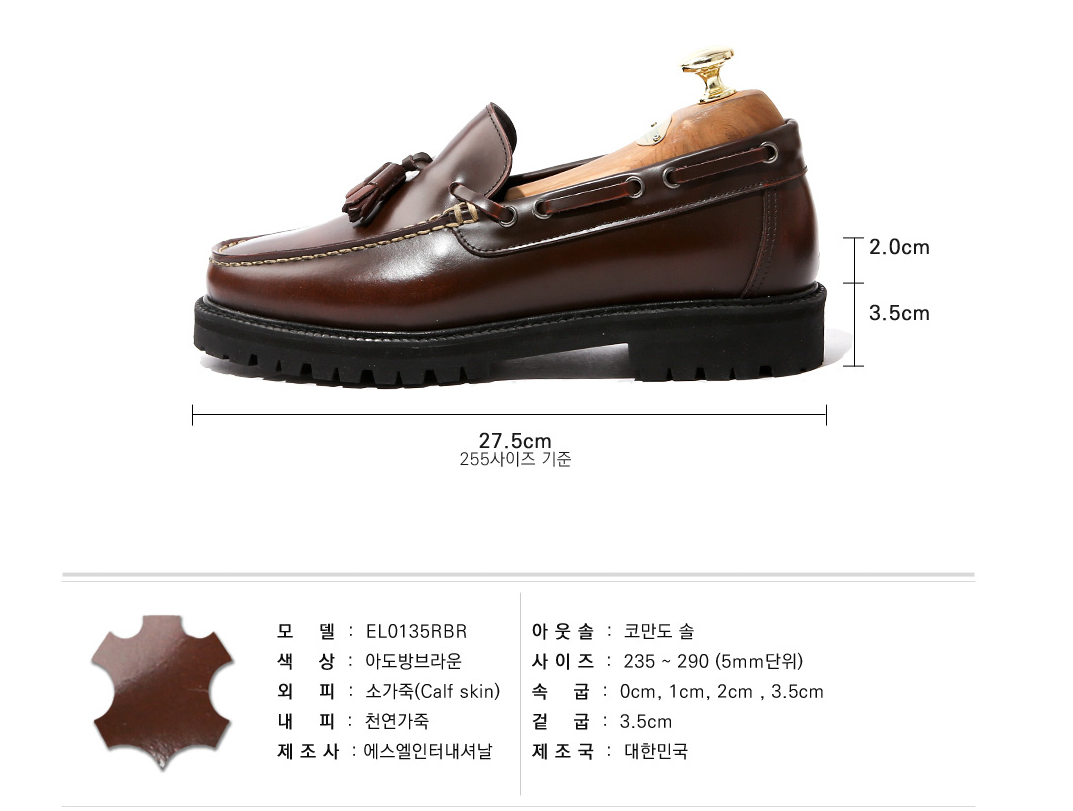 2.0cm
3.5cm
27.5cm
255사이즈 기준
모 델 : EL0135RBR
색 상 : 아도방브라운
외 피 : 소가죽(Calf skin)
내 피 : 천연가죽
제 조 사 : 에스엘인터내셔날
아 웃 솔 : 코만도 솔
사 이 즈 : 235 ~ 290 (5mm단위)
속 굽 : 0cm, 1cm, 2cm , 3.5cm
겉 굽 : 3.5cm
제 조 국 : 대한민국